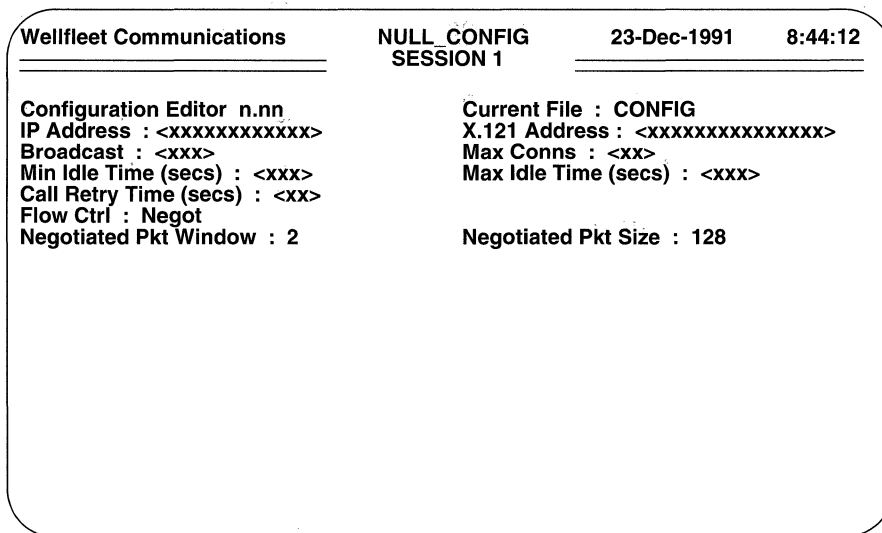 Wellfleet Communications NULL_CONFIG 23-Dec-1991 8:44:12
SESSION 1
Configuration Editor n.nn Current File : CONFIG
IP Address : <xxxxxxxxxxxx> X.121 Address : <xxxxxxxxxxxxxxx>
Broadcast : <xxx> Max Conns : <xx>
Min Idle Time (secs) : <xxx> Max Idle Time (secs) : <xxx>
Call Retry Time (secs) : <xx>
Flow Ctrl : Negot
Negotiated Pkt Window : 2 Negotiated Pkt Size : 128